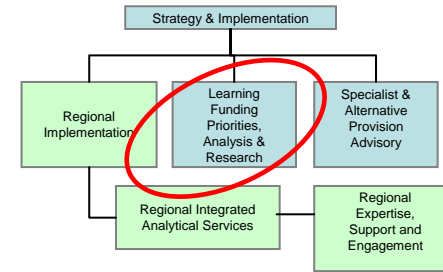 Strategy & Implementation
Regional
Implementation
Learning
Funding
Priorities,
Analysis &
Research
Specialist &
Alternative
Provision
Advisory
Regional Integrated
Analytical Services
Regional
Expertise,
Support and
Engagement